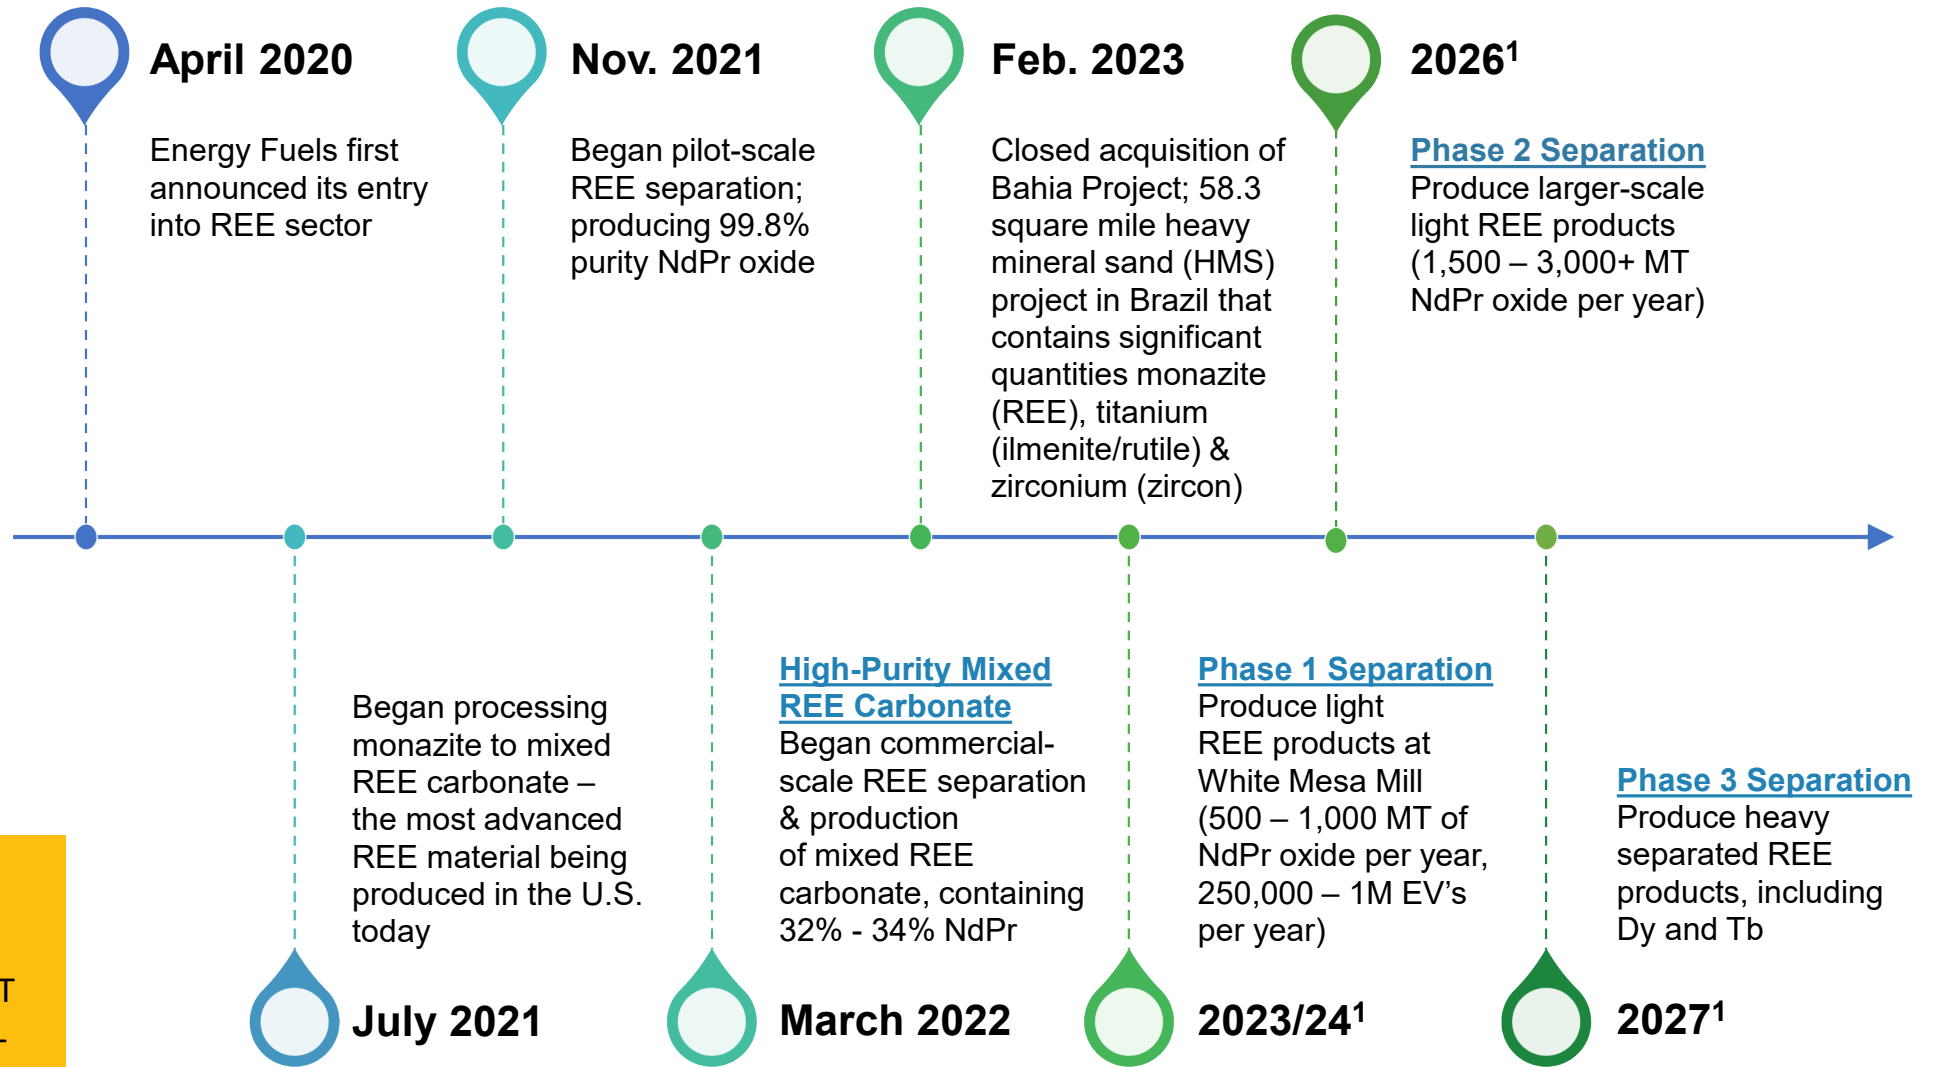 April 2020
Energy Fuels first
announced its entry
into REE sector
Nov. 2021
Began pilot-scale
REE separation;
producing 99.8%
purity NdPr oxide
Feb. 2023
Closed acquisition of
Bahia Project; 58.3
square mile heavy
mineral sand (HMS)
project in Brazil that
contains significant
quantities monazite
(REE), titanium
(ilmenite/rutile) &
zirconium (zircon)
2026¹
Phase 2 Separation
Produce larger-scale
light REE products
(1,500 – 3,000+ MT
NdPr oxide per year)
Began processing
monazite to mixed
REE carbonate –
the most advanced
REE material being
produced in the U.S.
today
July 2021
High-Purity Mixed
REE Carbonate
Began commercial-
scale REE separation
& production
of mixed REE
carbonate, containing
32% - 34% NdPr
March 2022
Phase 1 Separation
Produce light
REE products at
White Mesa Mill
(500 – 1,000 MT of
NdPr oxide per year,
250,000 – 1M EV’s
per year)
2023/24¹
Phase 3 Separation
Produce heavy
separated REE
products, including
Dy and Tb
2027¹